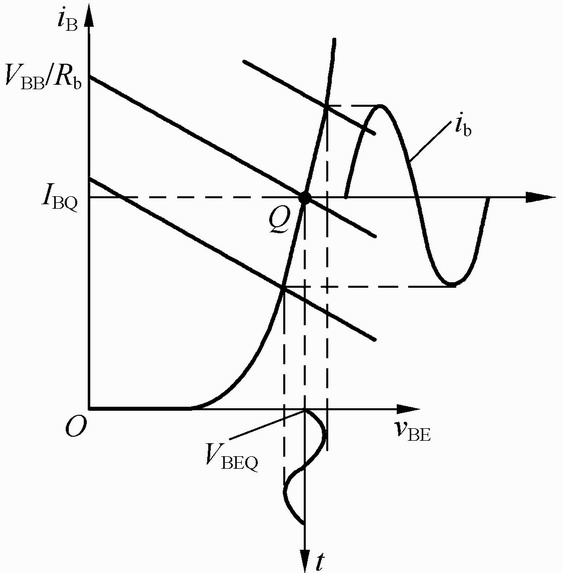 i_B
V_BB/R_b
i_b
I_BQ
Q
O
v_BE
V_BEQ
t